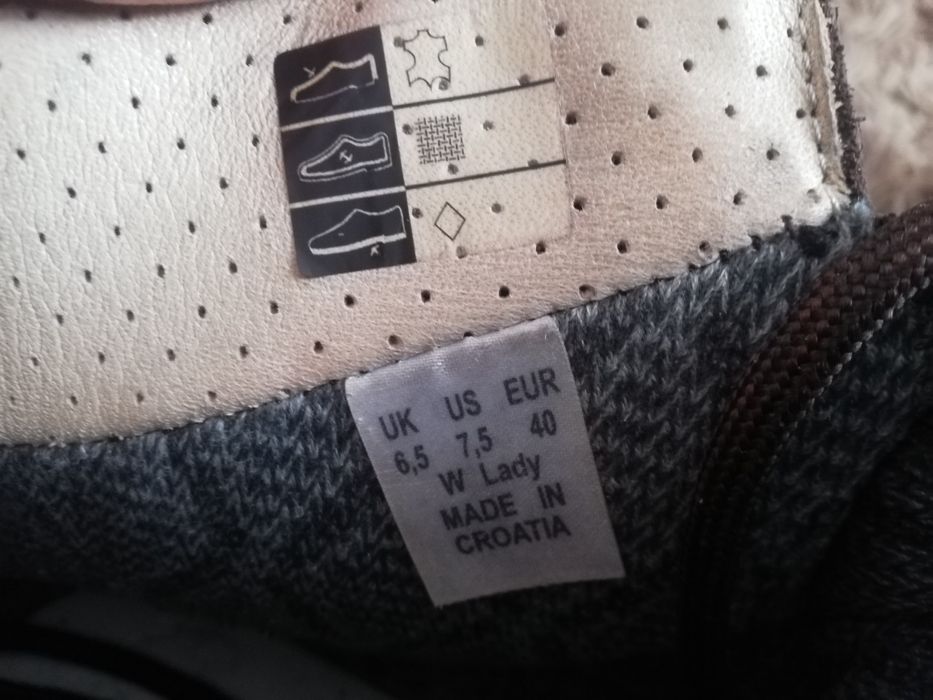 UK US EUR
6,5 7,5 40
W Lady
MADE IN
CROATIA